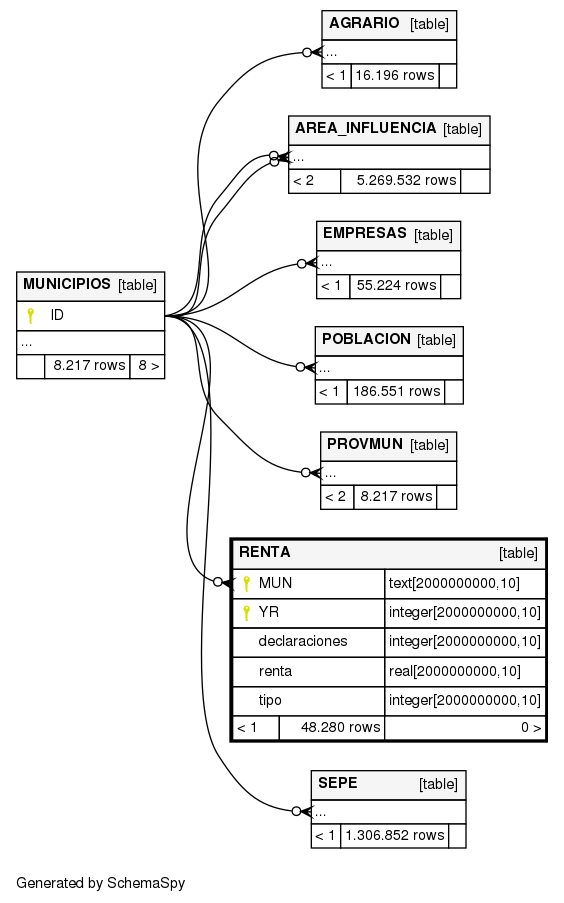 AGRARIO [table]
...
< 1 16.196 rows
AREA_INFLUENCIA [table]
...
< 2 5.269.532 rows
EMPRESAS [table]
...
< 1 55.224 rows
MUNICIPIOS [table]
ID
...
8.217 rows 8 >
POBLACION [table]
...
< 1 186.551 rows
PROVMUN [table]
...
< 2 8.217 rows
RENTA [table]
MUN text[2000000000,10]
YR integer[2000000000,10]
declaraciones integer[2000000000,10]
renta real[2000000000,10]
tipo integer[2000000000,10]
< 1 48.280 rows 0 >
SEPE [table]
...
< 1 1.306.852 rows
Generated by SchemaSpy